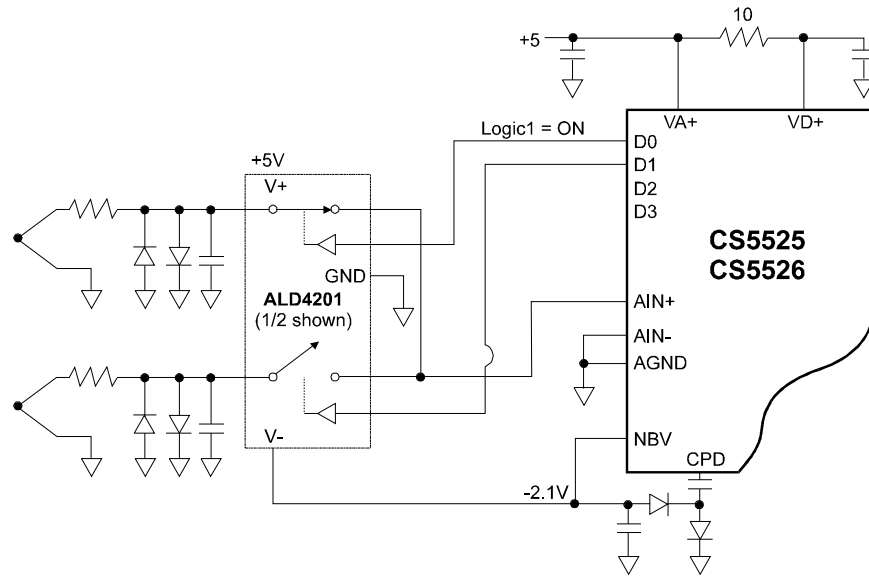 10
+5
VA+
VD+
Logic1 = ON
D0
D1
D2
D3
+5V
V+
CS5525
CS5526
GND
ALD4201
(1/2 shown)
AIN+
AIN-
AGND
V-
NBV
CPD
-2.1V